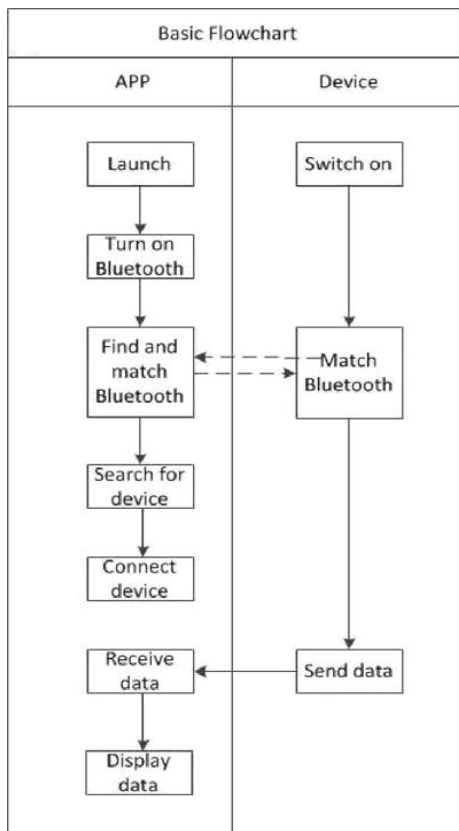 Basic Flowchart
APP
Device
Launch
Switch on
Turn on
Bluetooth
Find and
match
Bluetooth
Match
Bluetooth
Search for
device
Connect
device
Receive
data
Send data
Display
data